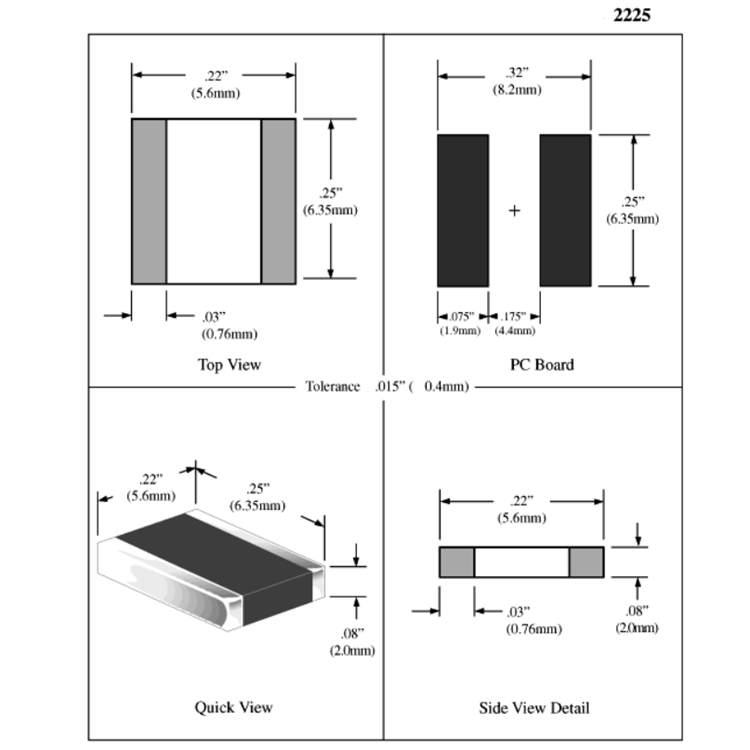 2225
.22”
(5.6mm)
.25”
(6.35mm)
.03”
(0.76mm)
Top View
.32”
(8.2mm)
+
.25”
(6.35mm)
.075” .175”
(1.9mm) (4.4mm)
PC Board
Tolerance .015” ( 0.4mm)
.22”
(5.6mm)
.25”
(6.35mm)
.08”
(2.0mm)
Quick View
.22”
(5.6mm)
.03”
(0.76mm)
.08”
(2.0mm)
Side View Detail